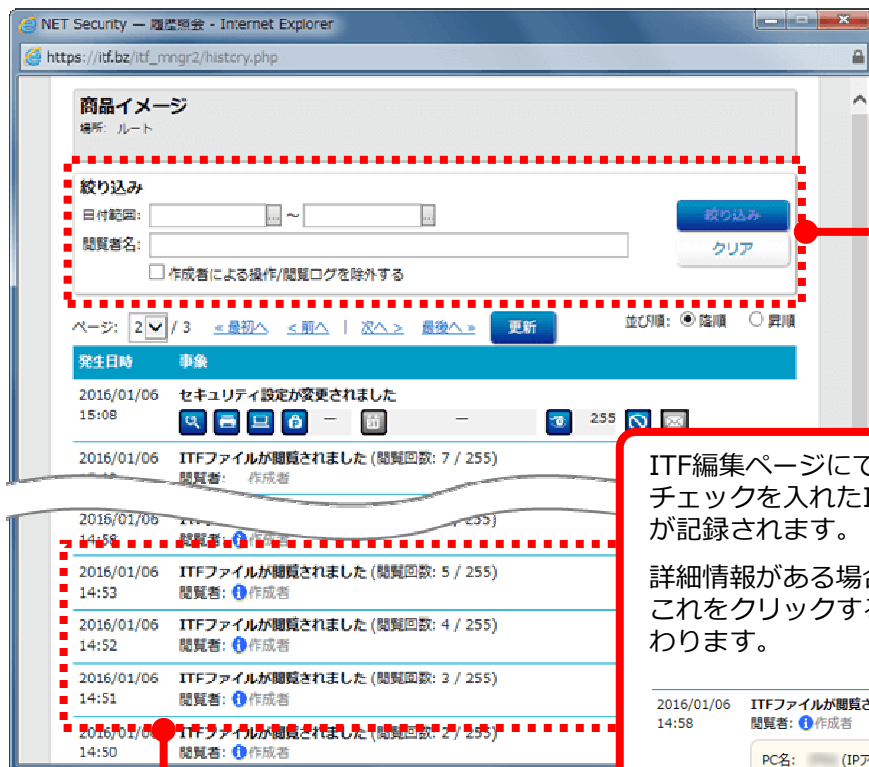 NET Security — 履歴照会 - Internet Explorer
https://itf.bz/itf_mngr2/history.php
商品イメージ
場所: ルート
絞り込み
日付範囲: ... ～ ...
絞り込み
閲覧者名:
クリア
作成者による操作/閲覧ログを除外する
ページ: 2 / 3 « 最初へ < 前へ | 次へ > 最後へ » 更新 並び順: 降順 昇順
発生日時 事象
2016/01/06 セキュリティ設定が変更されました
15:08 — — 255
2016/01/06 ITFファイルが閲覧されました (閲覧回数: 7 / 255)
閲覧者: 作成者
2016/01/06 255)
14:58 閲覧者: 作成者
2016/01/06 ITFファイルが閲覧されました (閲覧回数: 5 / 255)
14:53 閲覧者: 作成者
2016/01/06 ITFファイルが閲覧されました (閲覧回数: 4 / 255)
14:52 閲覧者: 作成者
2016/01/06 ITFファイルが閲覧されました (閲覧回数: 3 / 255)
14:51 閲覧者: 作成者
2016/01/06 ITFファイルが閲覧されました (閲覧回数: 2 / 255)
14:50 閲覧者: 作成者
ITF編集ページにて
チェックを入れたI
が記録されます。
詳細情報がある場合
これをクリックする
わります。
2016/01/06 ITFファイルが閲覧さ
14:58 閲覧者: 作成者
PC名: (IPア